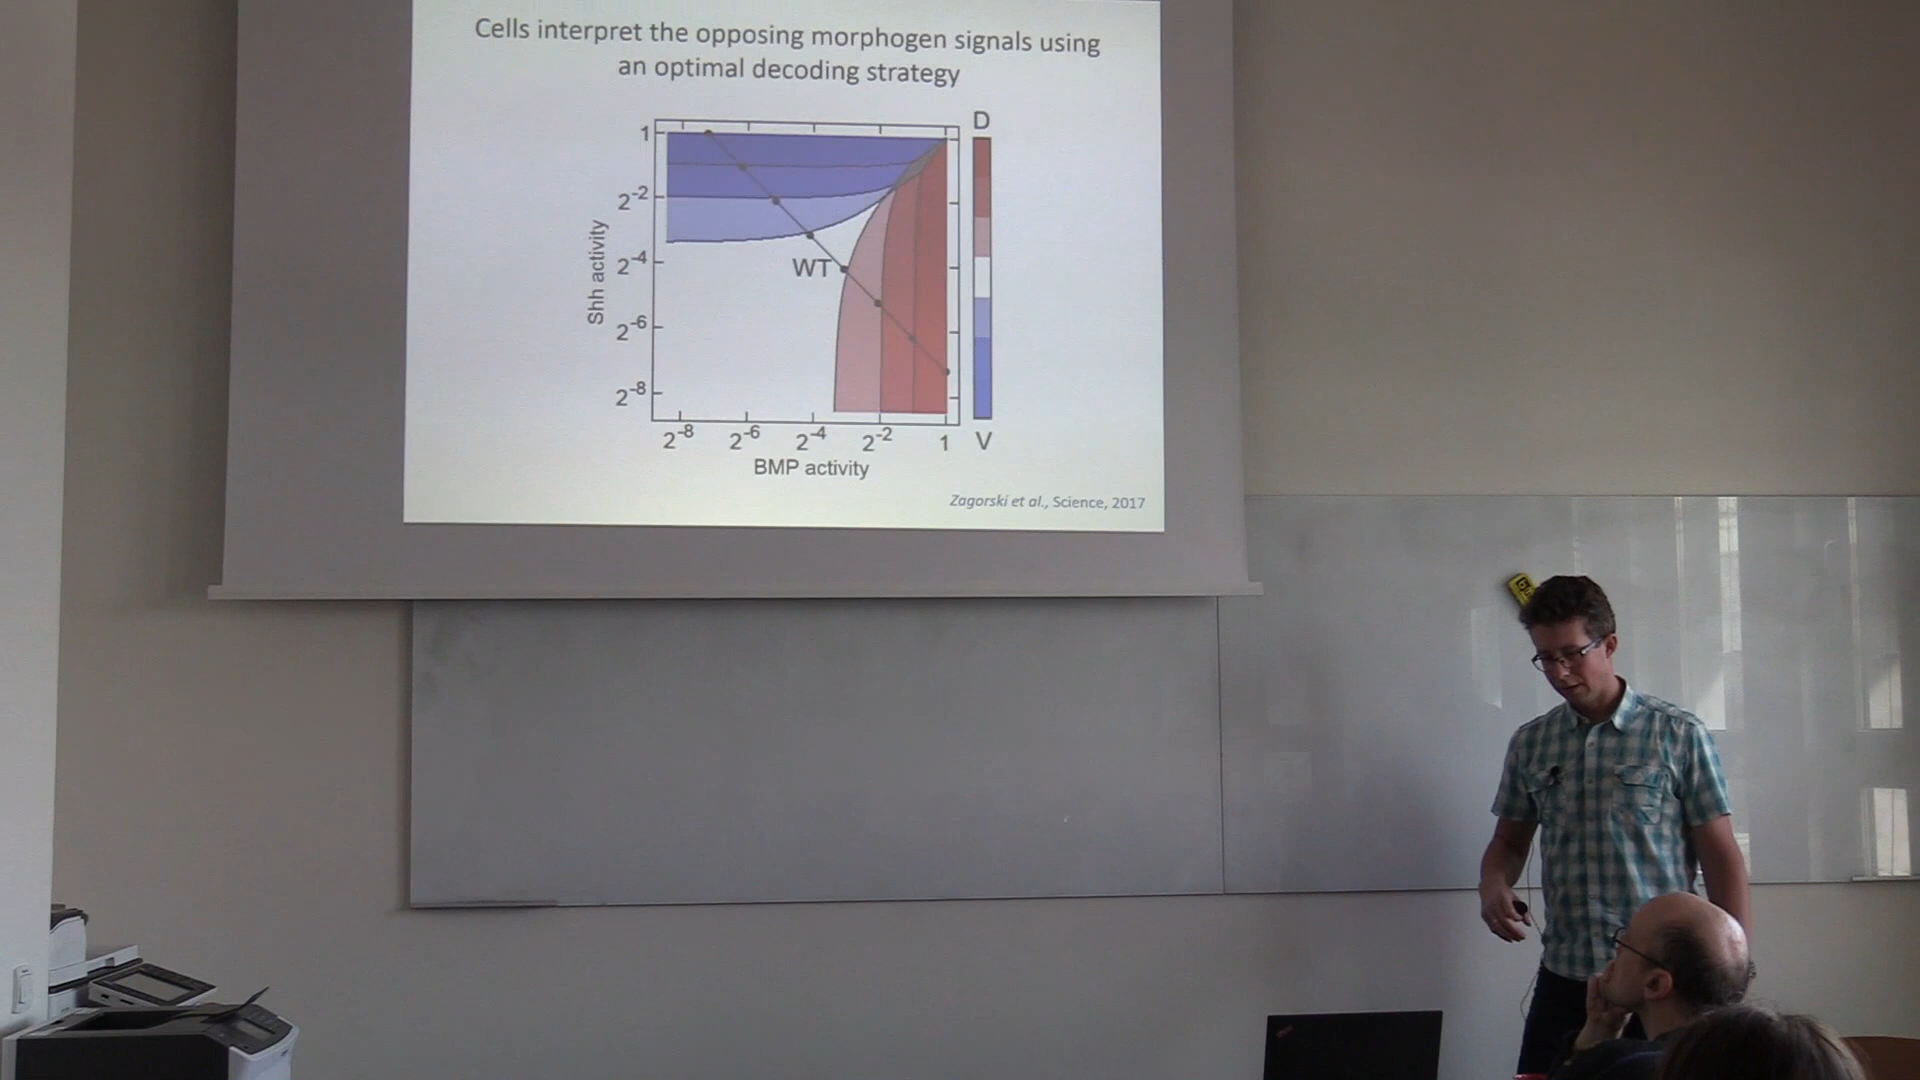 Cells interpret the opposing morphogen signals using
an optimal decoding strategy
D
1
2-2
2-4
2-6
2-8
Shh activity
WT
2-8 2-6 2-4 2-2 1 V
BMP activity
Zagorski et al., Science, 2017